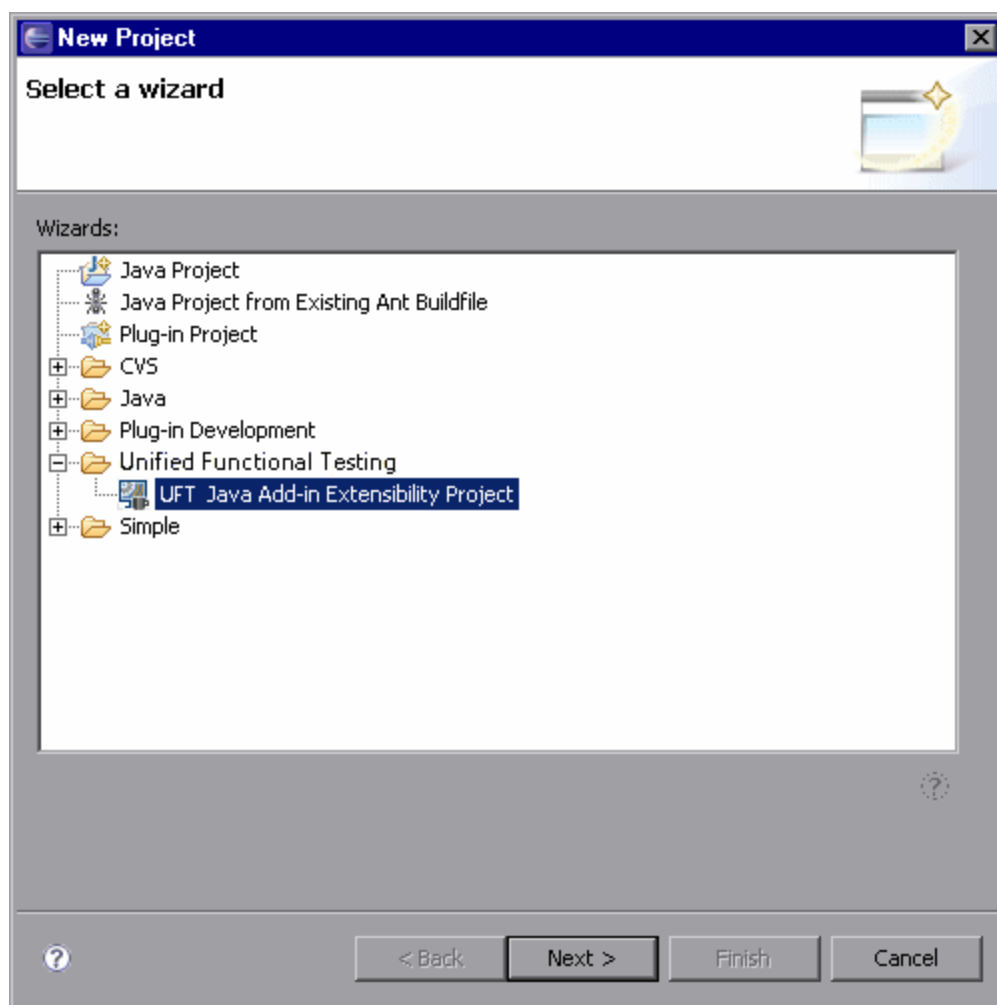 New Project
Select a wizard
Wizards:
Java Project
Java Project from Existing Ant Buildfile
Plug-in Project
CVS
Java
Plug-in Development
Unified Functional Testing
UFT Java Add-in Extensibility Project
Simple
< Back Next > Finish Cancel